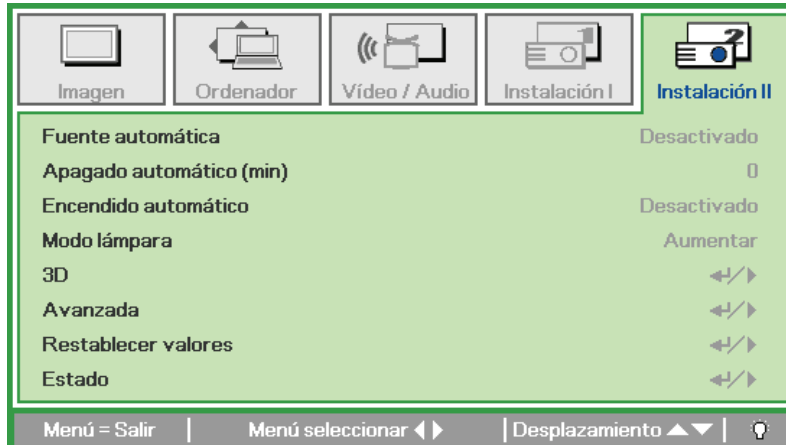 Imagen
Ordenador
Vídeo / Audio
Instalación I
Instalación II
Fuente automática Desactivado
Apagado automático (min) 0
Encendido automático Desactivado
Modo lámpara Aumentar
3D
Avanzada
Restablecer valores
Estado
Menú = Salir Menú seleccionar Desplazamiento